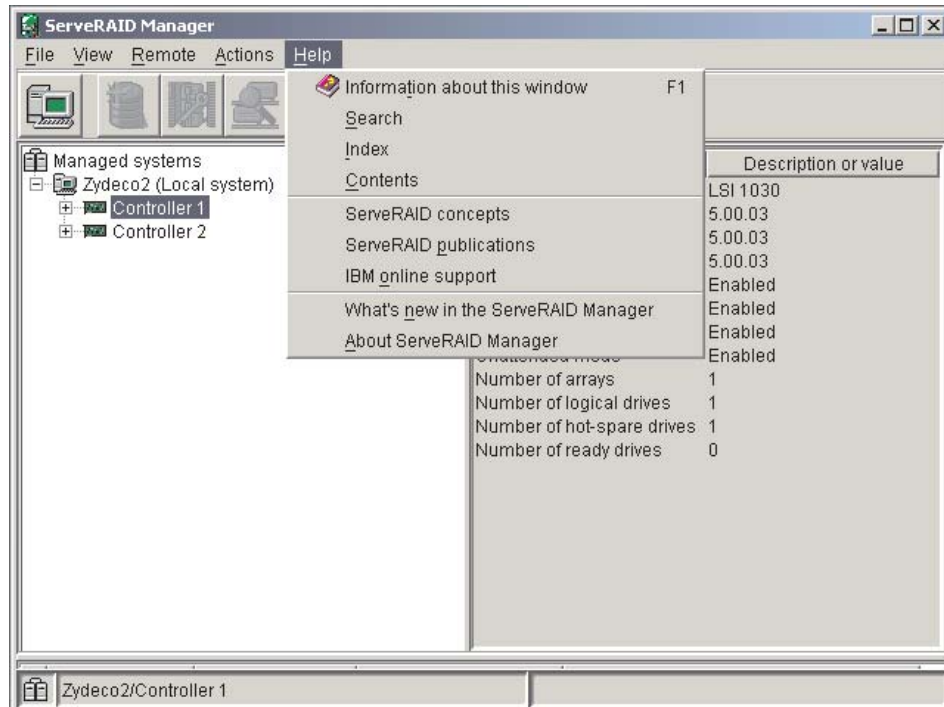 ServeRAID Manager
File View Remote Actions Help
Information about this window F1
Search
Index
Contents
ServeRAID concepts
ServeRAID publications
IBM online support
What's new in the ServeRAID Manager
About ServeRAID Manager
Managed systems
Zydeco2 (Local system)
Controller 1
Controller 2
Description or value
LSI 1030
5.00.03
5.00.03
5.00.03
Enabled
Enabled
Enabled
Enabled
Number of arrays 1
Number of logical drives 1
Number of hot-spare drives 1
Number of ready drives 0
Zydeco2/Controller 1